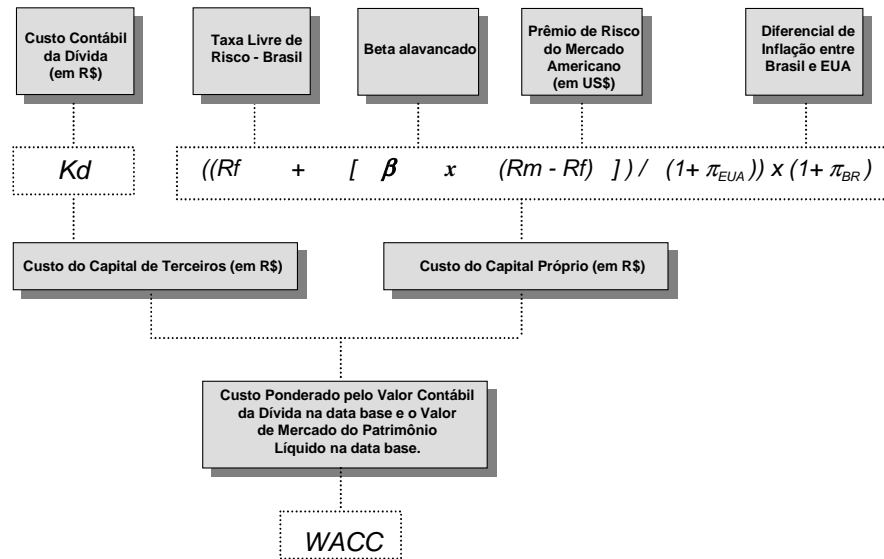 Custo Contábil
da Dívida
(em R$)
Taxa Livre de
Risco - Brasil
Beta alavancado
Prêmio de Risco
do Mercado
Americano
(em US$)
Diferencial de
Inflação entre
Brasil e EUA
Kd
((Rf + [ β x (Rm - Rf) ] ) / (1+ π_EUA)) x (1+ π_BR)
Custo do Capital de Terceiros (em R$)
Custo do Capital Próprio (em R$)
Custo Ponderado pelo Valor Contábil
da Dívida na data base e o Valor
de Mercado do Patrimônio
Líquido na data base.
WACC